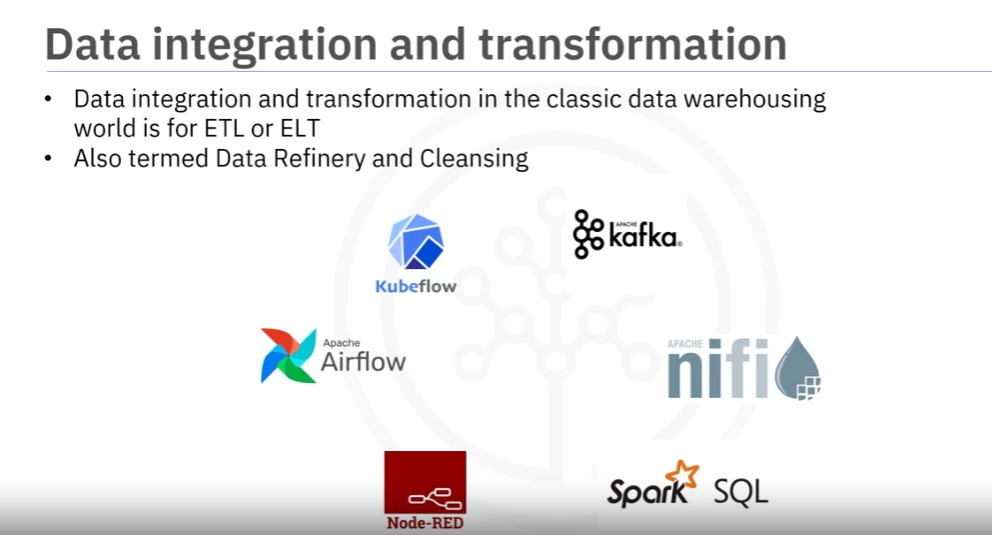 Data integration and transformation
• Data integration and transformation in the classic data warehousing
world is for ETL or ELT
• Also termed Data Refinery and Cleansing
Kubeflow
APACHE
kafka®
Apache
Airflow
APACHE
nifi
Node-RED
Spark SQL